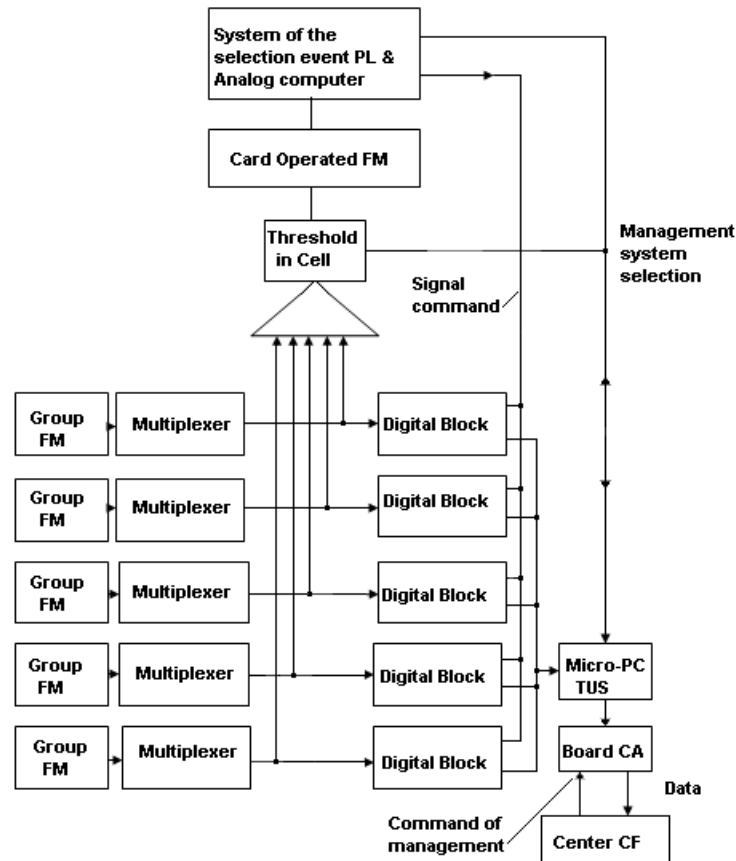 System of the
selection event PL &
Analog computer
Card Operated FM
Threshold
in Cell
Management
system
selection
Signal
command
Group
FM
Multiplexer
Digital Block
Group
FM
Multiplexer
Digital Block
Group
FM
Multiplexer
Digital Block
Group
FM
Multiplexer
Digital Block
Micro-PC
TUS
Group
FM
Multiplexer
Digital Block
Board CA
Data
Command of
management
Center CF